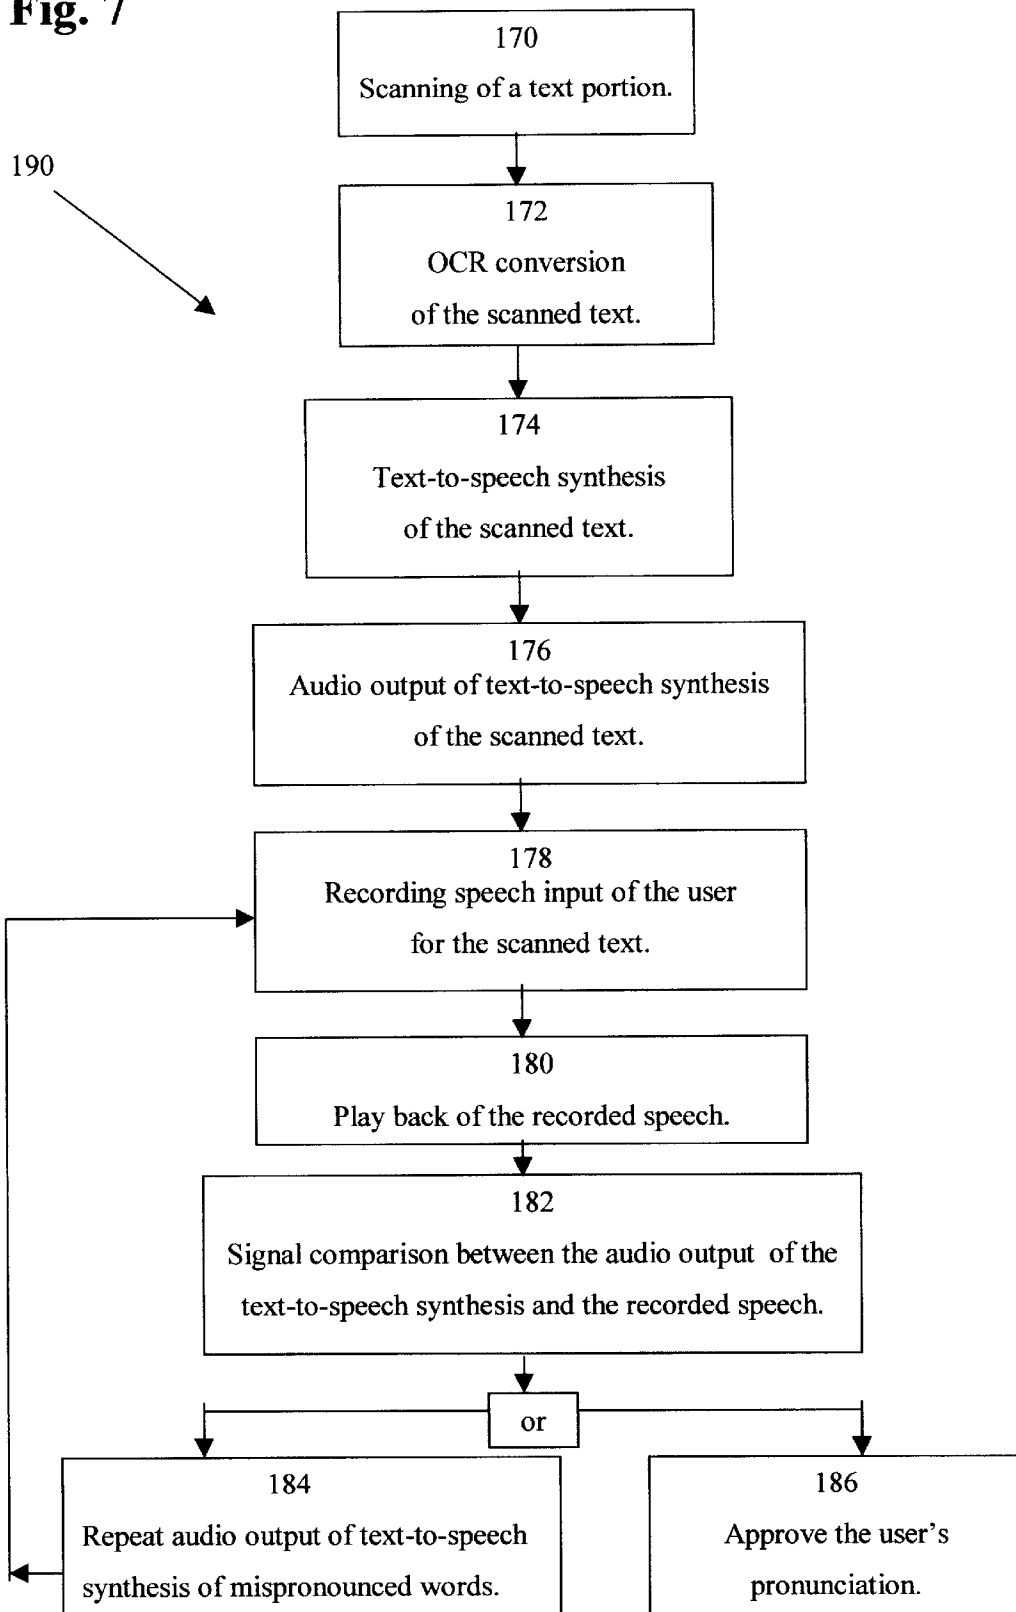 Fig. 7
170
Scanning of a text portion.
190
172
OCR conversion
of the scanned text.
174
Text-to-speech synthesis
of the scanned text.
176
Audio output of text-to-speech synthesis
of the scanned text.
178
Recording speech input of the user
for the scanned text.
180
Play back of the recorded speech.
182
Signal comparison between the audio output of the
text-to-speech synthesis and the recorded speech.
or
184
Repeat audio output of text-to-speech
synthesis of mispronounced words.
186
Approve the user's
pronunciation.